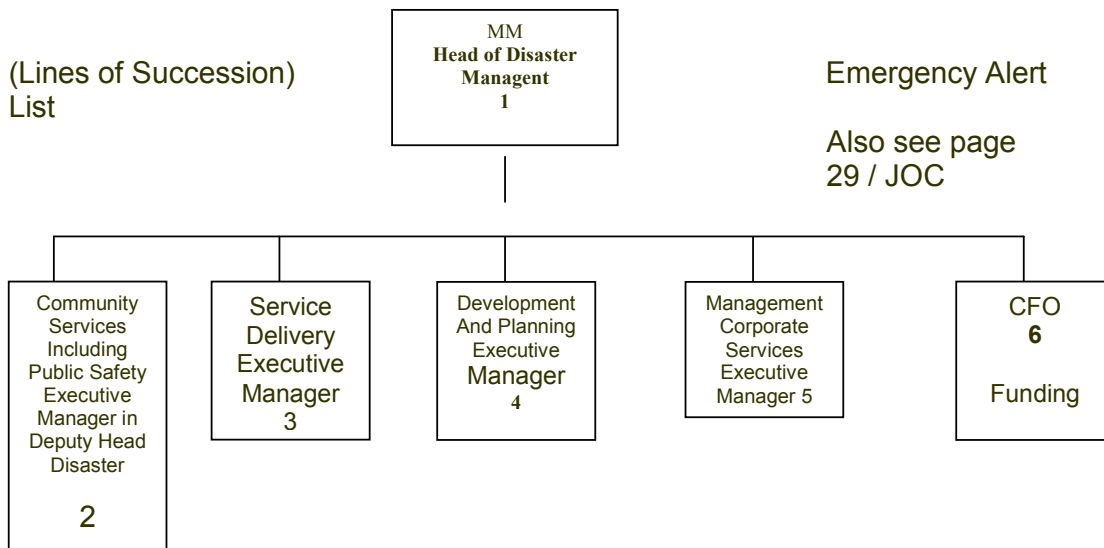 (Lines of Succession)
List
MM
Head of Disaster
Managent
1
Emergency Alert
Also see page
29 / JOC
Community
Services
Including
Public Safety
Executive
Manager in
Deputy Head
Disaster
2
Service
Delivery
Executive
Manager
3
Development
And Planning
Executive
Manager
4
Management
Corporate
Services
Executive
Manager 5
CFO
6
Funding